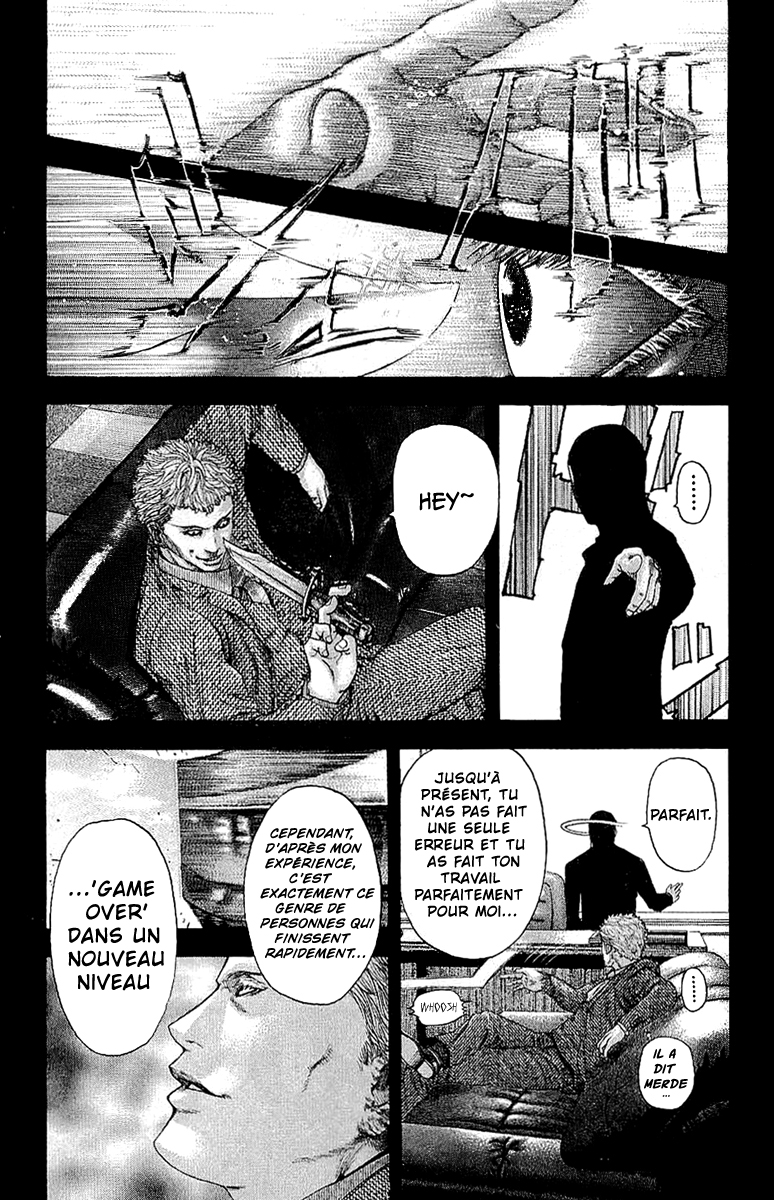 ......
HEY~
PARFAIT.
JUSQU'À
PRÉSENT, TU
N'AS PAS FAIT
UNE SEULE
ERREUR ET TU
AS FAIT TON
TRAVAIL
PARFAITEMENT
POUR MOI...
......
WHOOSH
IL A
DIT
MERDE
...
CEPENDANT,
D'APRÈS MON
EXPÉRIENCE,
C'EST
EXACTEMENT CE
GENRE DE
PERSONNES QUI
FINISSENT
RAPIDEMENT...
...'GAME
OVER'
DANS UN
NOUVEAU
NIVEAU